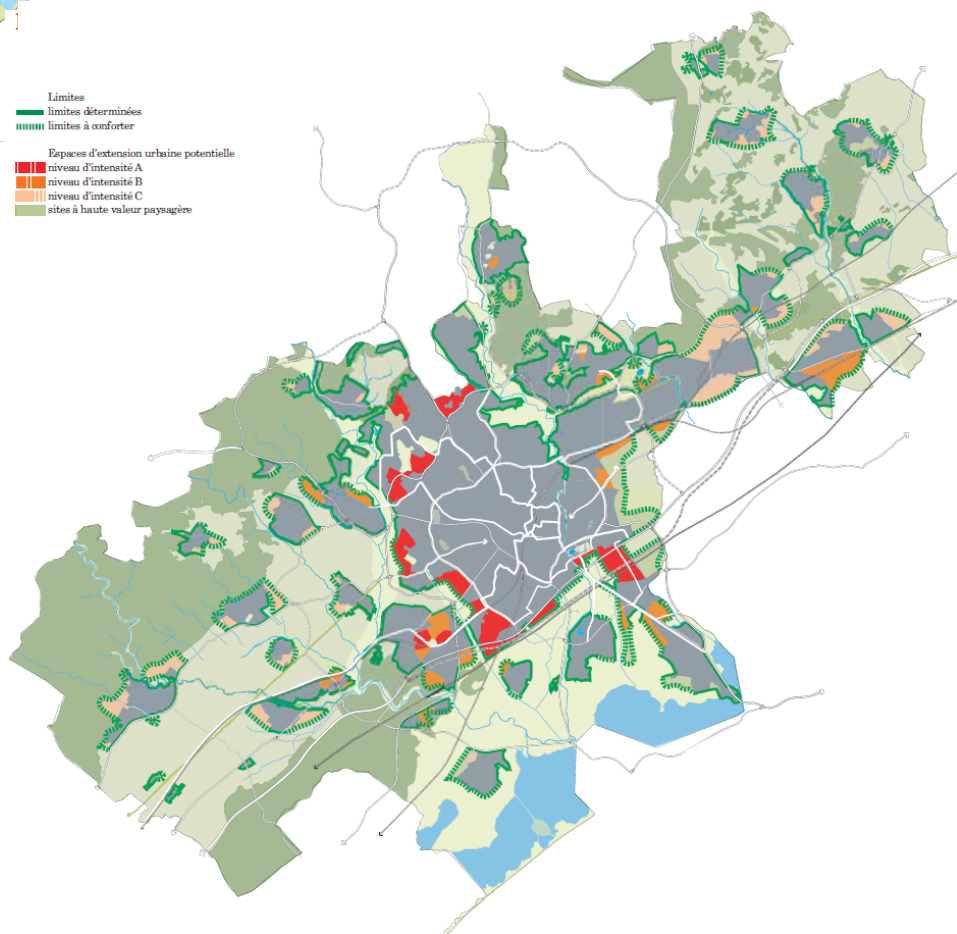 Limites
limites déterminées
limites à conforter
Espaces d'extension urbaine potentielle
niveau d'intensité A
niveau d'intensité B
niveau d'intensité C
sites à haute valeur paysagère